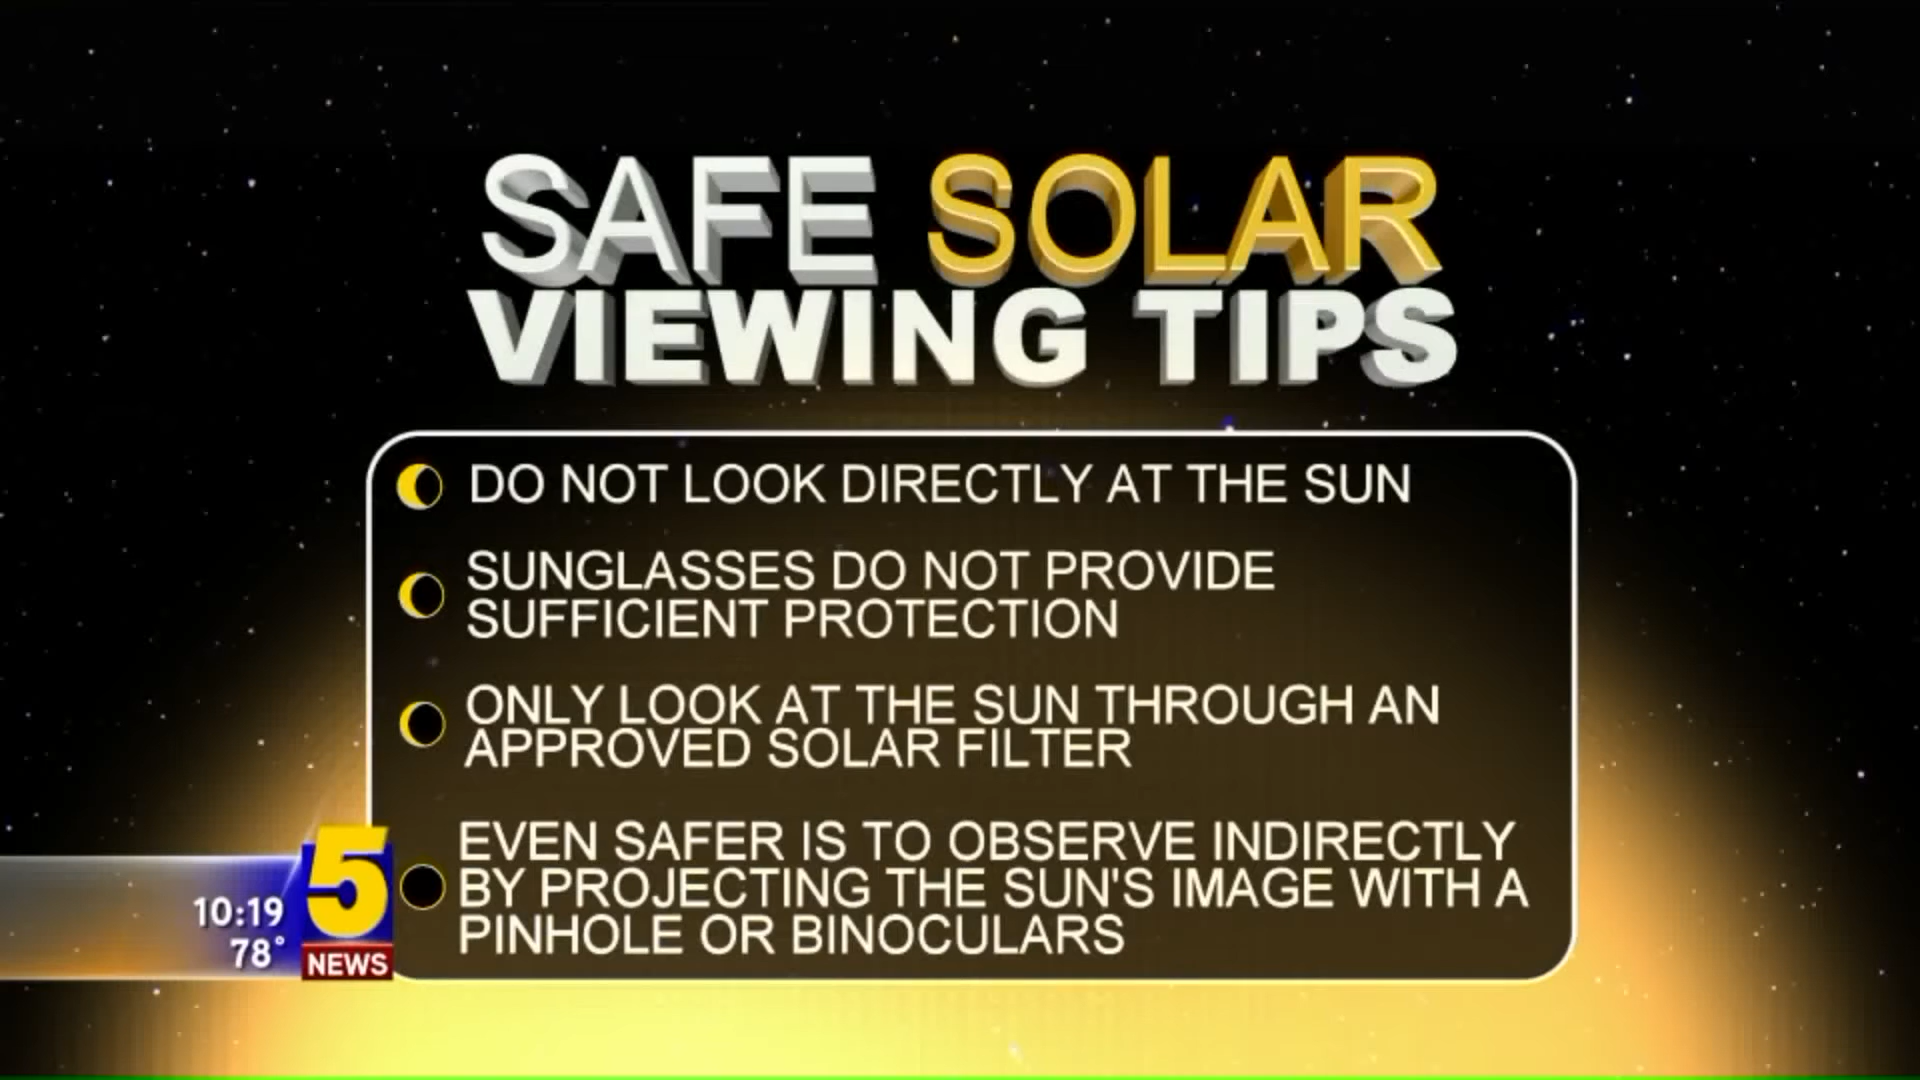 SAFE SOLAR
VIEWING TIPS
DO NOT LOOK DIRECTLY AT THE SUN
SUNGLASSES DO NOT PROVIDE
SUFFICIENT PROTECTION
ONLY LOOK AT THE SUN THROUGH AN
APPROVED SOLAR FILTER
EVEN SAFER IS TO OBSERVE INDIRECTLY
BY PROJECTING THE SUN'S IMAGE WITH A
PINHOLE OR BINOCULARS
10:19
78°
5
NEWS